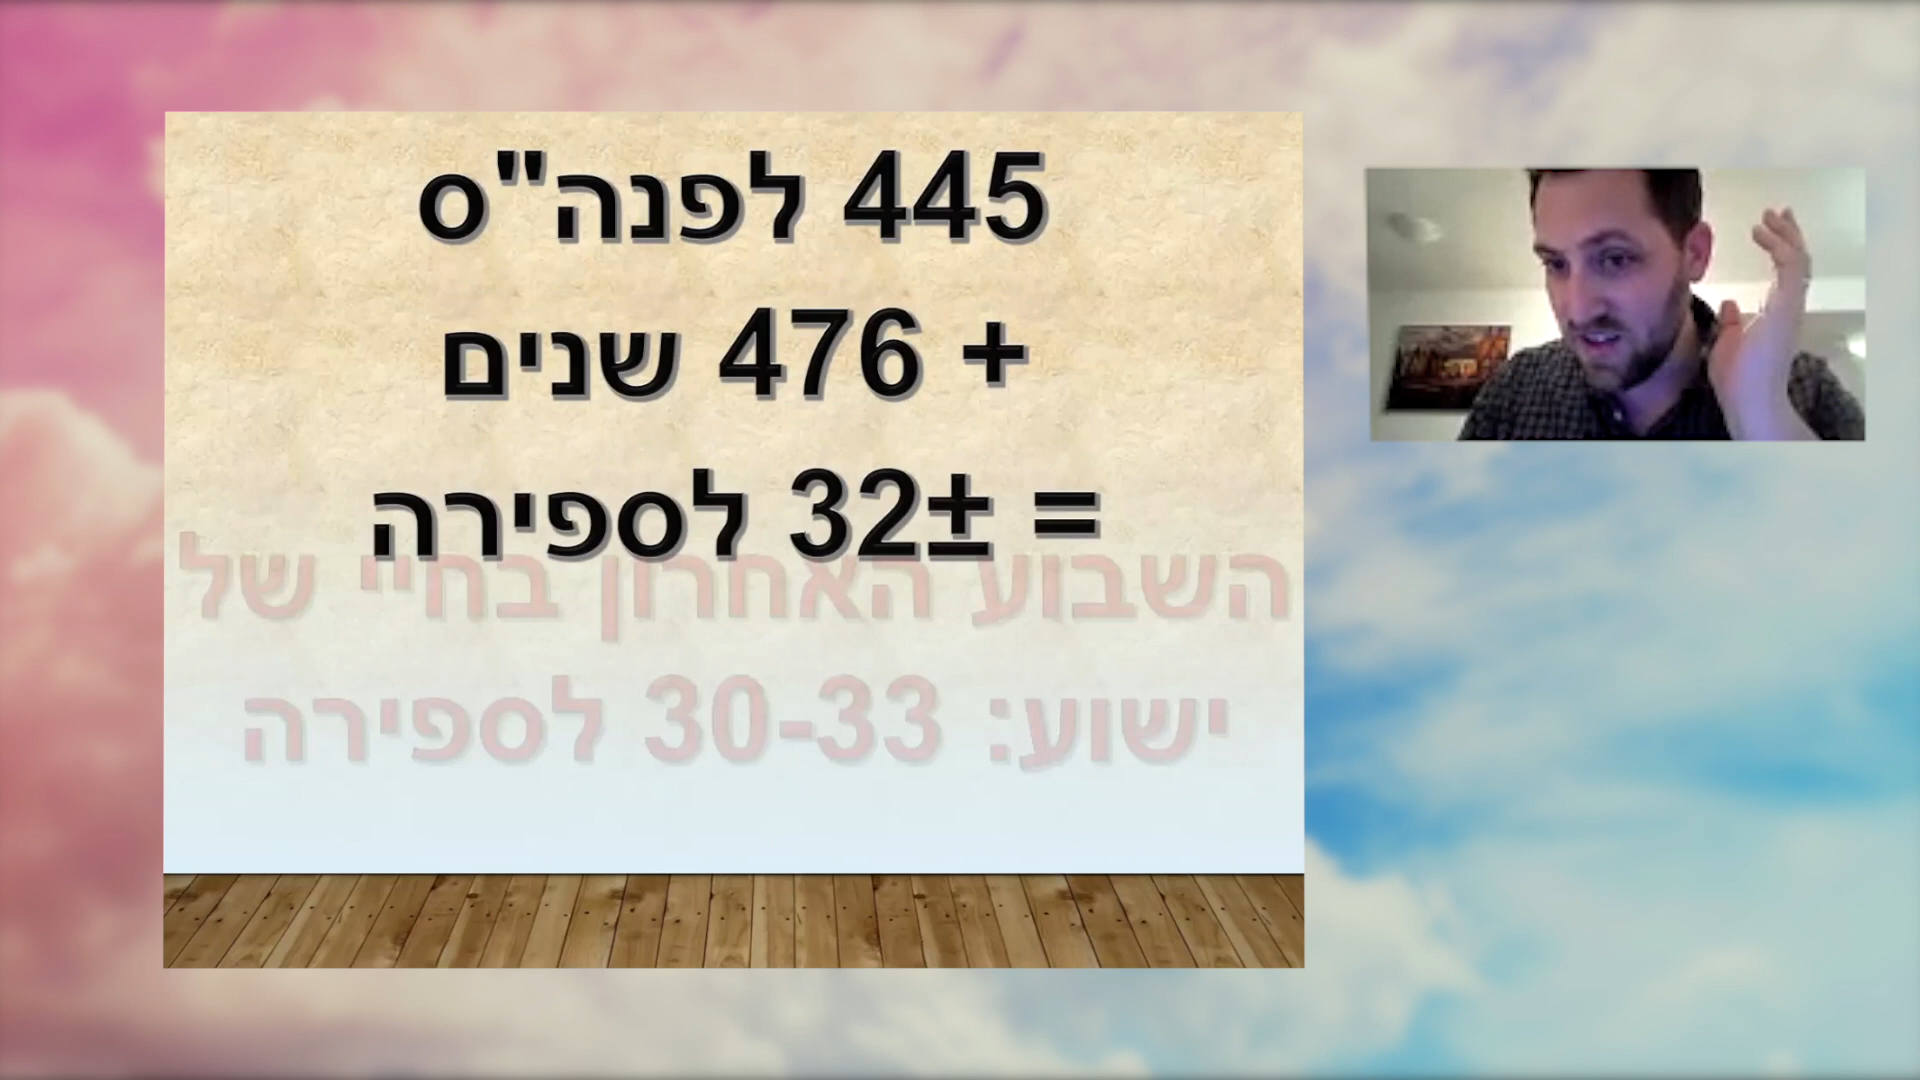 445 לפנה"ס
+ 476 שנים
= ±32 לספירה
השבוע האחרון בחיי של
ישוע: 30-33 לספירה